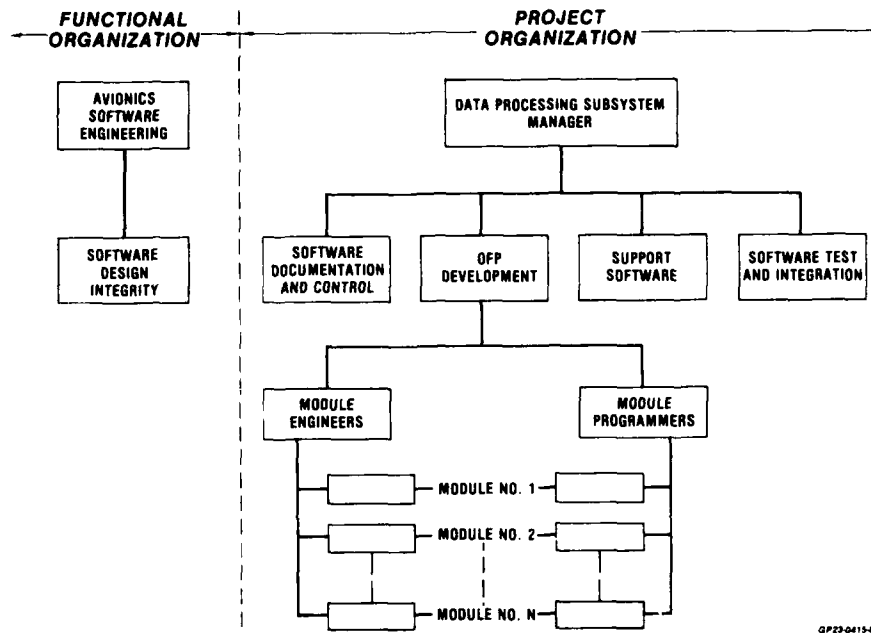 FUNCTIONAL
ORGANIZATION
PROJECT
ORGANIZATION
AVIONICS
SOFTWARE
ENGINEERING
DATA PROCESSING SUBSYSTEM
MANAGER
SOFTWARE
DESIGN
INTEGRITY
SOFTWARE
DOCUMENTATION
AND CONTROL
OFP
DEVELOPMENT
SUPPORT
SOFTWARE
SOFTWARE TEST
AND INTEGRATION
MODULE
ENGINEERS
MODULE
PROGRAMMERS
MODULE NO. 1
MODULE NO. 2
MODULE NO. N